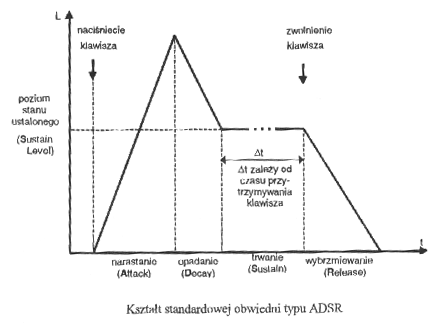 L
naciśniecie
klawisza
zwolnienie
klawisza
poziom
stanu
ustalonego
(Sustain
Level)
Δt
Δt zależy od
czasu przy-
trzymywania
klawisza
t
narastanie
(Attack)
opadanie
(Decay)
trwanie
(Sustain)
wybrzmiewanie
(Release)
Kształt standardowej obwiedni typu ADSR